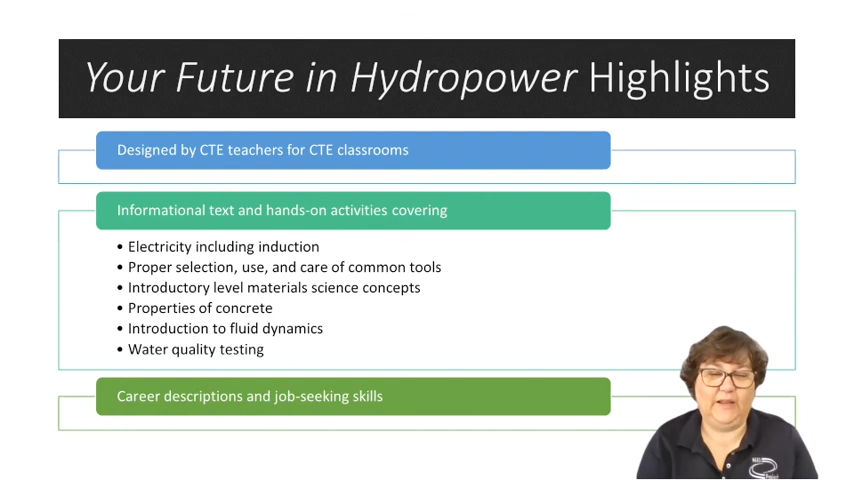 Your Future in Hydropower Highlights
Designed by CTE teachers for CTE classrooms
Informational text and hands-on activities covering
• Electricity including induction
• Proper selection, use, and care of common tools
• Introductory level materials science concepts
• Properties of concrete
• Introduction to fluid dynamics
• Water quality testing
Career descriptions and job-seeking skills